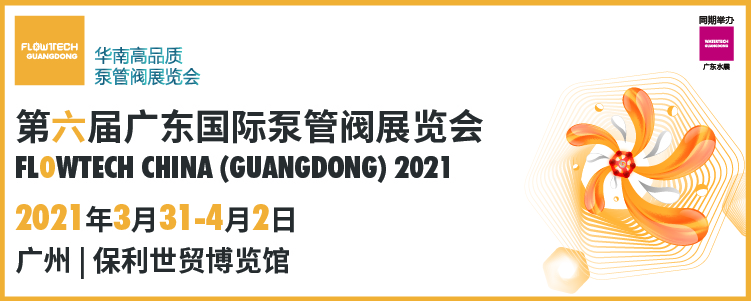 FLOWTECH
GUANGDONG
华南高品质
泵管阀展览会
同期举办
WATERTECH
GUANGDONG
广东水展
第六届广东国际泵管阀展览会
FLOWTECH CHINA (GUANGDONG) 2021
2021年3月31-4月2日
广州 | 保利世贸博览馆